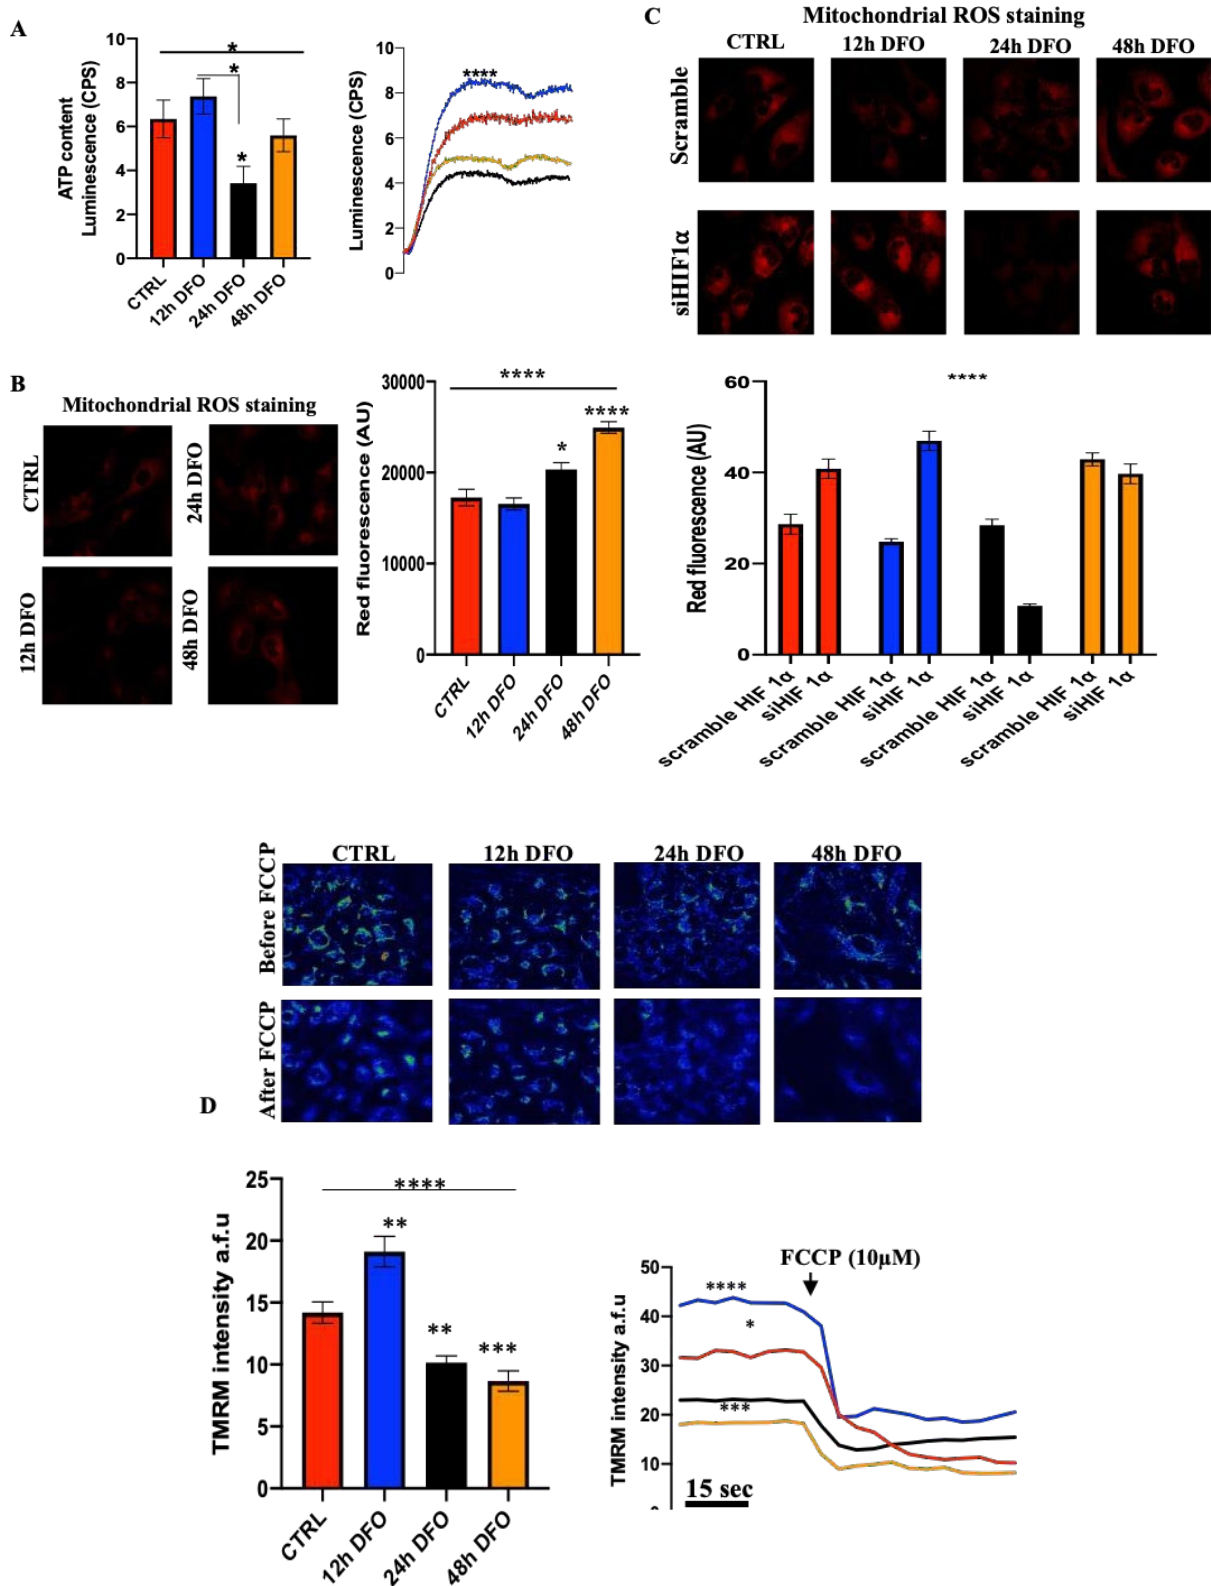 A
ATP content
Luminescence (CPS)
10
8
6
4
2
0
*
*
*
CTRL
12h DFO
24h DFO
48h DFO
Luminescence (CPS)
10
8
6
4
2
0
****
C
Mitochondrial ROS staining
CTRL
12h DFO
24h DFO
48h DFO
Scramble
siHIF1α
B
Mitochondrial ROS staining
CTRL
24h DFO
12h DFO
48h DFO
Red fluorescence (AU)
30000
20000
10000
0
****
*
****
CTRL
12h DFO
24h DFO
48h DFO
Red fluorescence (AU)
60
40
20
0
****
scramble HIF 1α
siHIF 1α
scramble HIF 1α
siHIF 1α
scramble HIF 1α
siHIF 1α
scramble HIF 1α
siHIF 1α
D
CTRL
12h DFO
24h DFO
48h DFO
Before FCCP
After FCCP
TMRM intensity a.f.u
25
20
15
10
5
0
****
**
**
***
CTRL
12h DFO
24h DFO
48h DFO
TMRM intensity a.f.u
FCCP (10µM)
50
40
30
20
10
****
*
***
15 sec